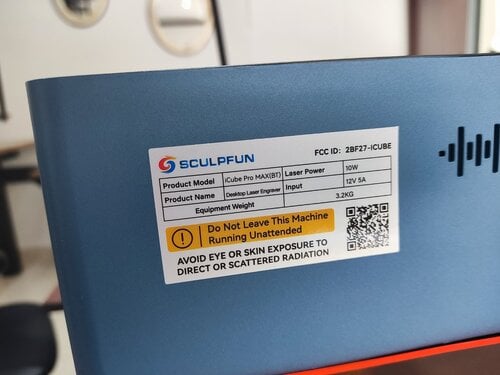 SCULPFUN
FCC ID: 2BF27-ICUBE
Product Model iCube Pro MAX(BT) Laser Power 10W
Product Name Desktop Laser Engraver Input 12V 5A
Equipment Weight 3.2KG
Do Not Leave This Machine
Running Unattended
AVOID EYE OR SKIN EXPOSURE TO
DIRECT OR SCATTERED RADIATION